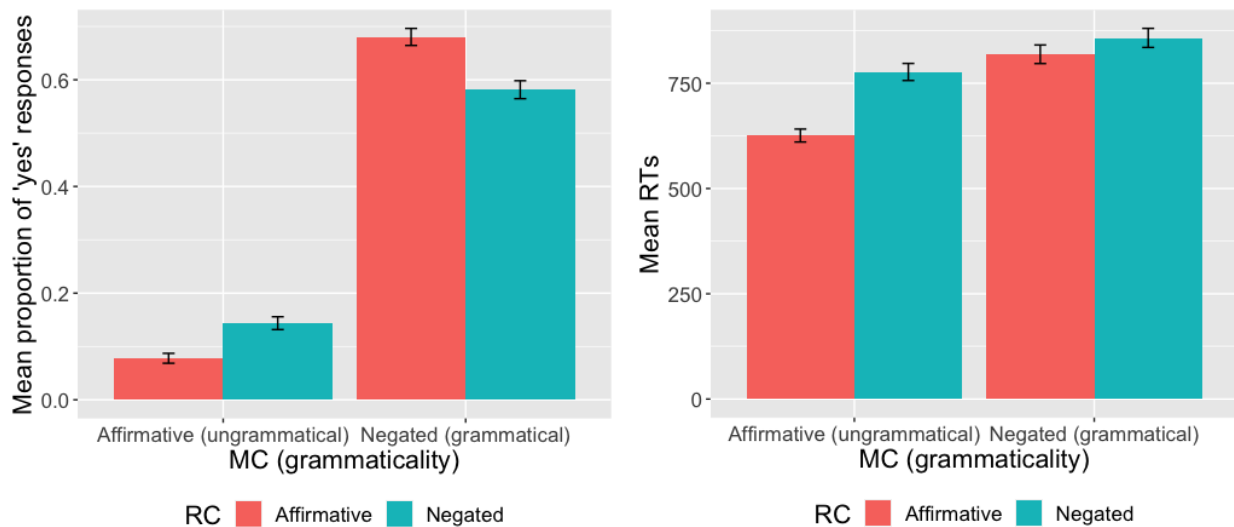 Mean proportion of 'yes' responses
0.6
0.4
0.2
0.0
Affirmative (ungrammatical) Negated (grammatical)
MC (grammaticality)
RC Affirmative Negated
Mean RTs
750
500
250
0
Affirmative (ungrammatical) Negated (grammatical)
MC (grammaticality)
RC Affirmative Negated